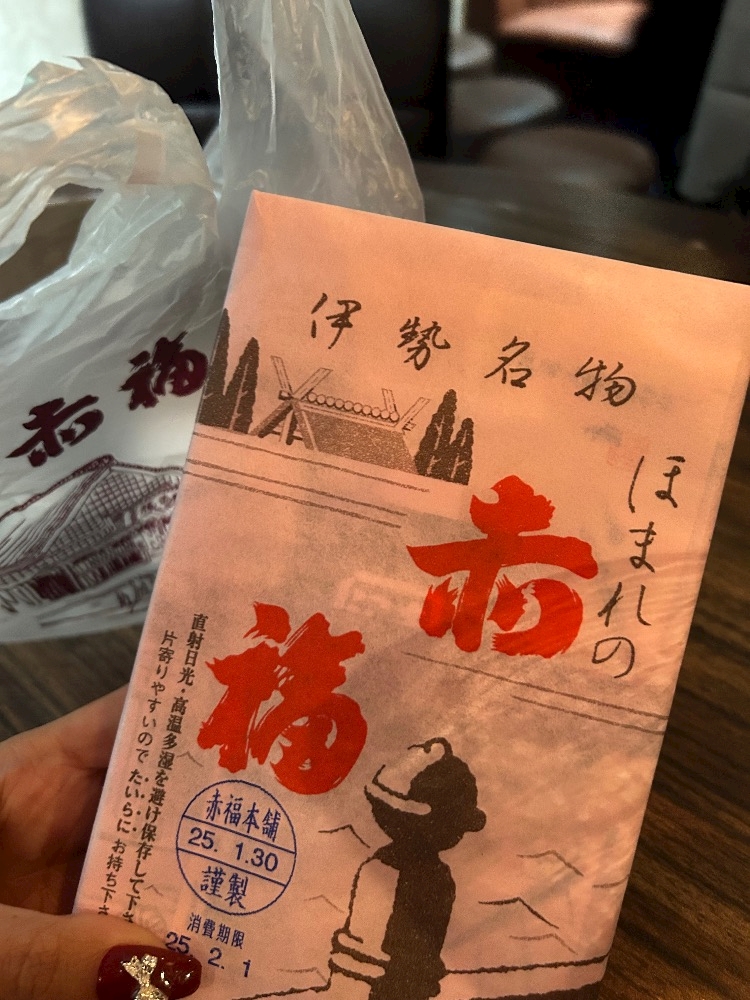 伊勢名物
ほまれの
赤福
直射日光・高温多湿を避け保存して下さ
片寄りやすいので たいらに お持ち下さ
赤福本舗
25. 1.30
謹製
消費期限
25. 2. 1
赤福